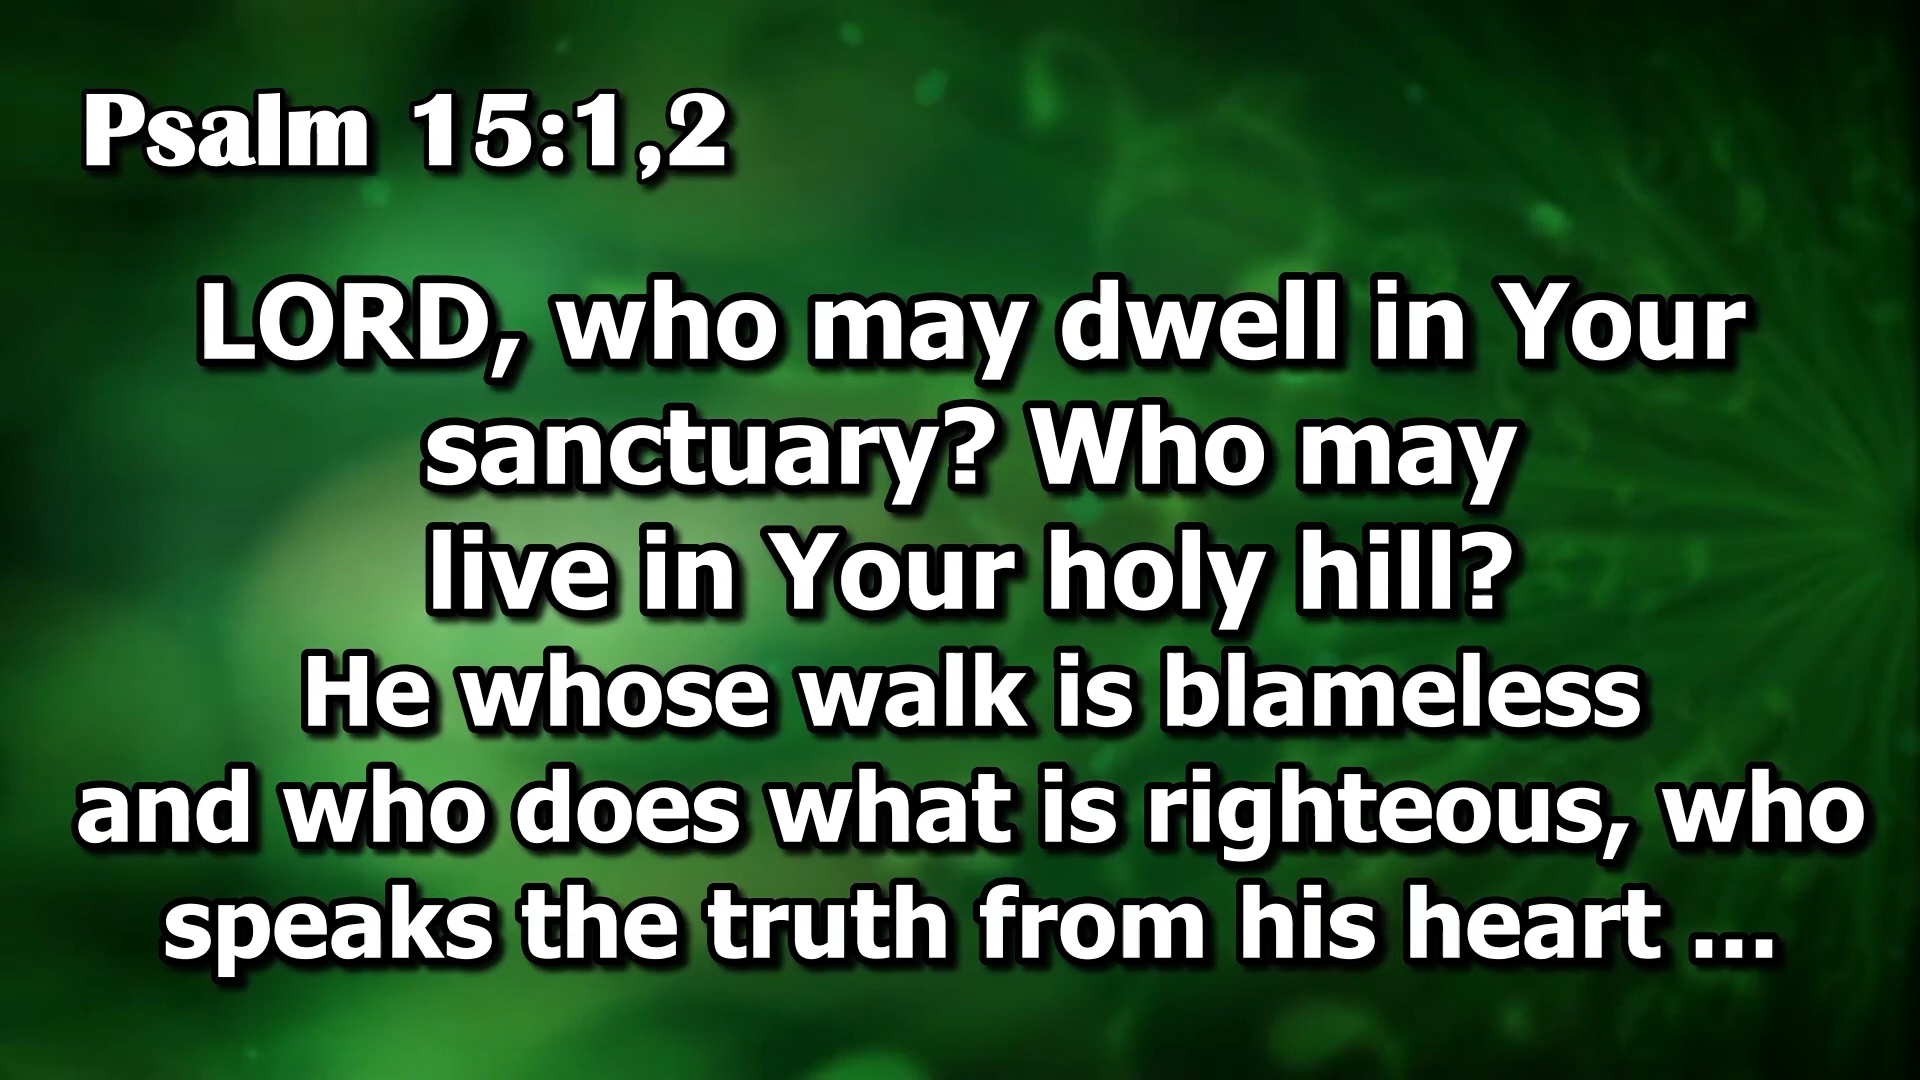 Psalm 15:1,2
LORD, who may dwell in Your
sanctuary? Who may
live in Your holy hill?
He whose walk is blameless
and who does what is righteous, who
speaks the truth from his heart ...